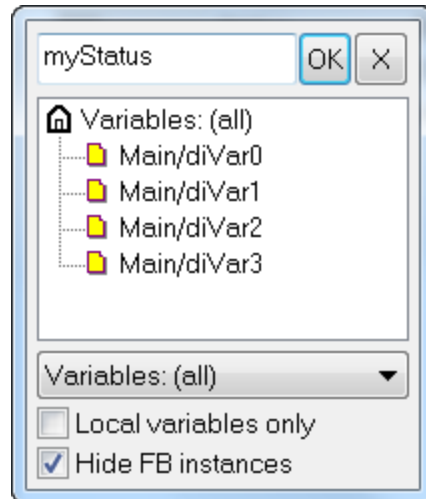 myStatus OK X
Variables: (all)
Main/diVar0
Main/diVar1
Main/diVar2
Main/diVar3
Variables: (all)
Local variables only
Hide FB instances